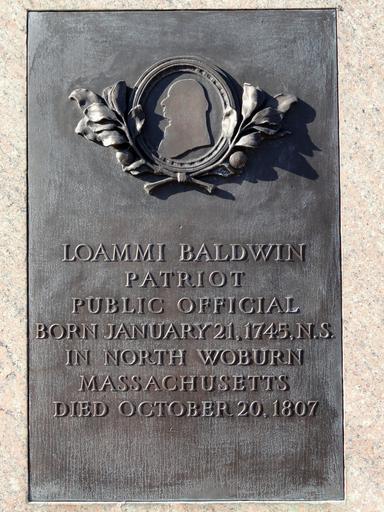 LOAMMI BALDWIN
PATRIOT
PUBLIC OFFICIAL
BORN JANUARY 21, 1745, N.S.
IN NORTH WOBURN
MASSACHUSETTS
DIED OCTOBER 20, 1807